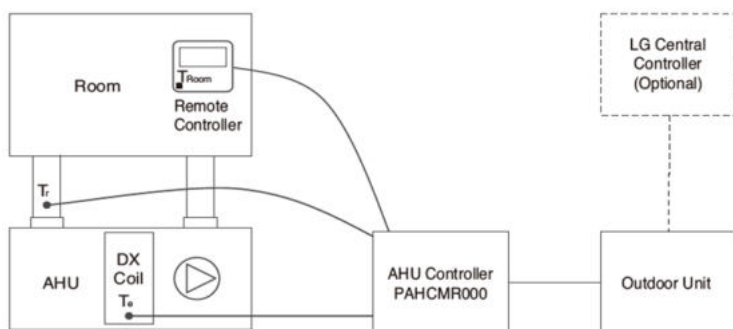 Room
TRoom
Remote
Controller
Tr
AHU
DX
Coil
Te
AHU Controller
PAHCMR000
LG Central
Controller
(Optional)
Outdoor Unit